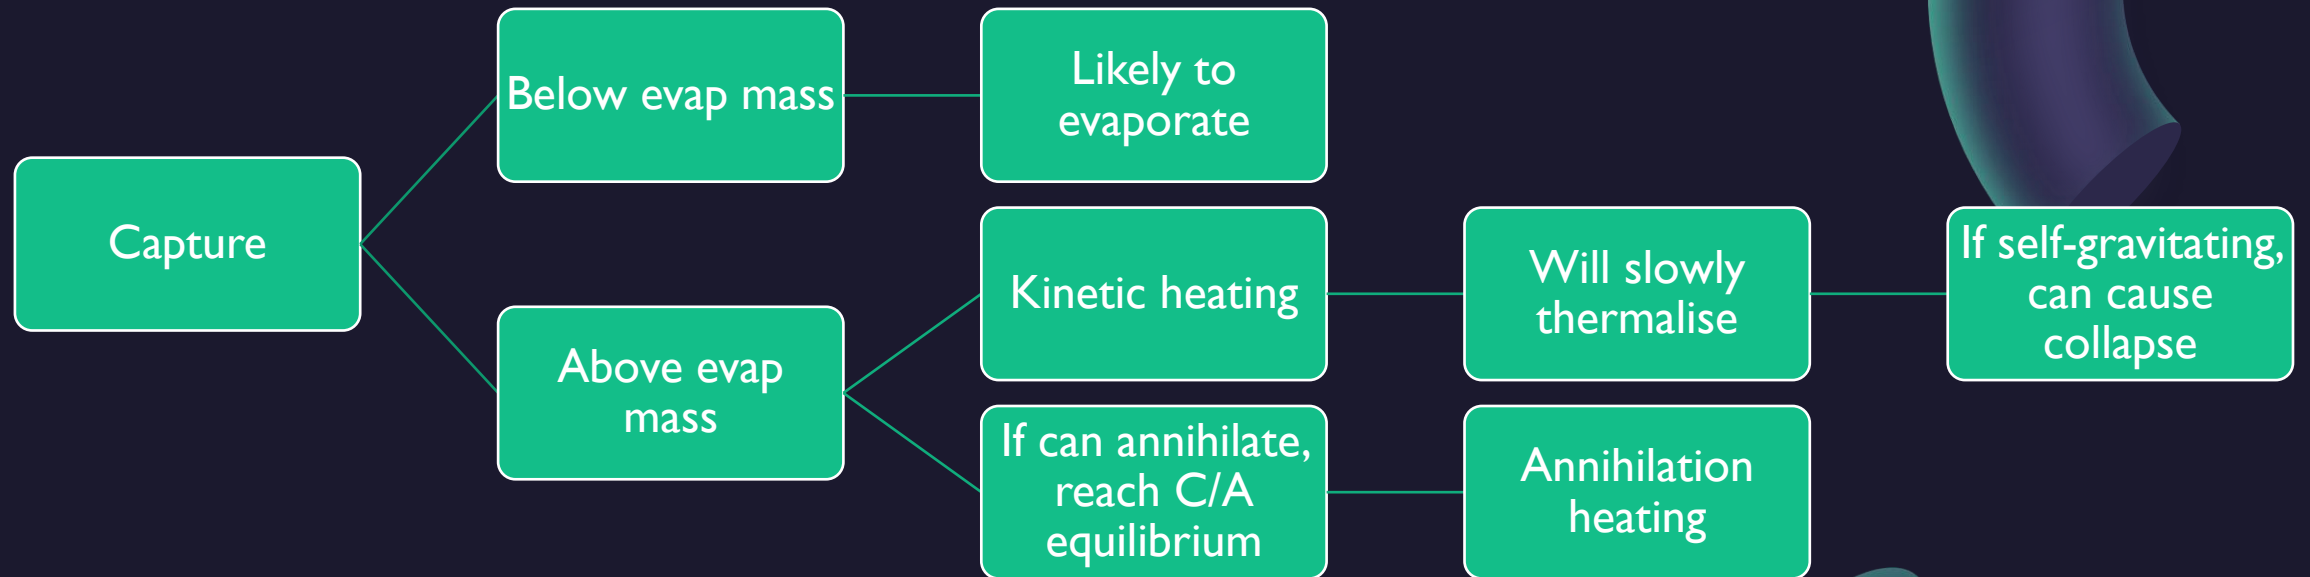 Capture
Below evap mass
Likely to
evaporate
Above evap
mass
Kinetic heating
Will slowly
thermalise
If self-gravitating,
can cause
collapse
If can annihilate,
reach C/A
equilibrium
Annihilation
heating